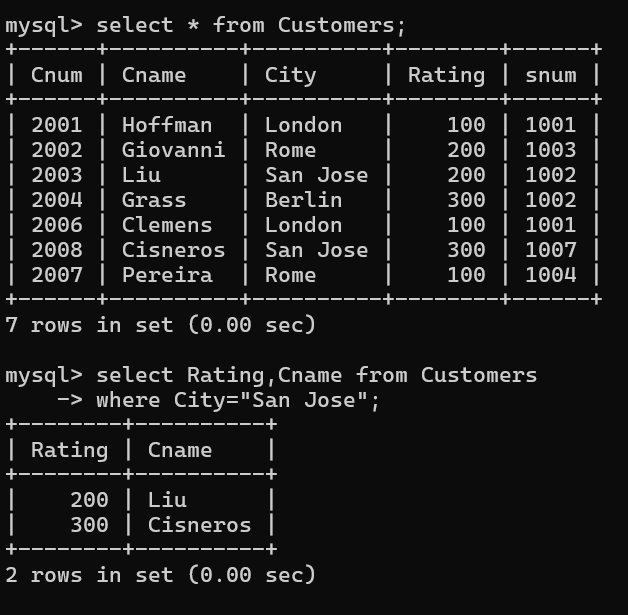 mysql> select * from Customers;
+------+----------+----------+--------+------+
| Cnum | Cname    | City     | Rating | snum |
+------+----------+----------+--------+------+
| 2001 | Hoffman  | London   |    100 | 1001 |
| 2002 | Giovanni | Rome     |    200 | 1003 |
| 2003 | Liu      | San Jose |    200 | 1002 |
| 2004 | Grass    | Berlin   |    300 | 1002 |
| 2006 | Clemens  | London   |    100 | 1001 |
| 2008 | Cisneros | San Jose |    300 | 1007 |
| 2007 | Pereira  | Rome     |    100 | 1004 |
+------+----------+----------+--------+------+
7 rows in set (0.00 sec)

mysql> select Rating,Cname from Customers
    -> where City="San Jose";
+--------+----------+
| Rating | Cname    |
+--------+----------+
|    200 | Liu      |
|    300 | Cisneros |
+--------+----------+
2 rows in set (0.00 sec)